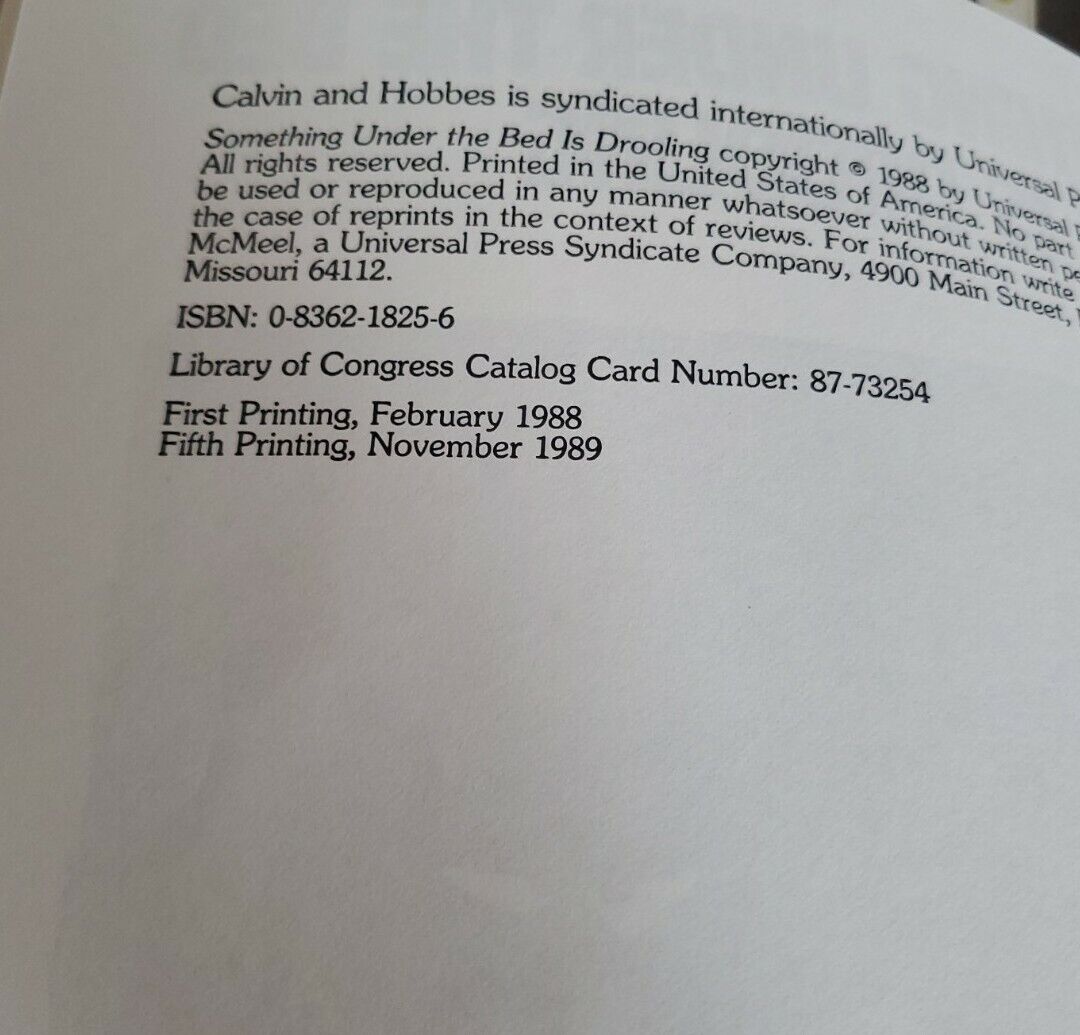 Calvin and Hobbes is syndicated internationally by Universal P
Something Under the Bed Is Drooling copyright © 1988 by Universal
All rights reserved. Printed in the United States of America. No part
be used or reproduced in any manner whatsoever without written pe
the case of reprints in the context of reviews. For information write
McMeel, a Universal Press Syndicate Company, 4900 Main Street,
Missouri 64112.
ISBN: 0-8362-1825-6
Library of Congress Catalog Card Number: 87-73254
First Printing, February 1988
Fifth Printing, November 1989